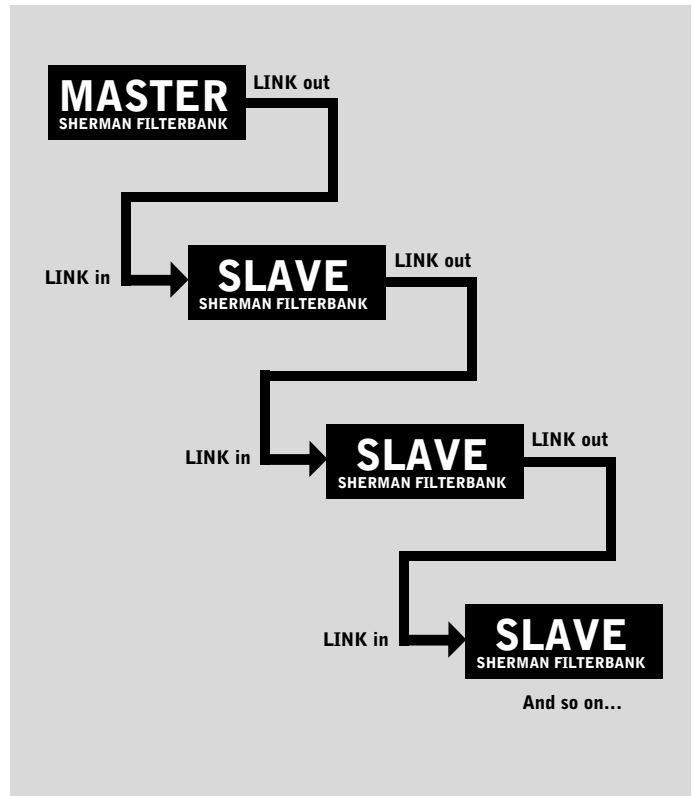 MASTER
SHERMAN FILTERBANK
LINK out
LINK in
SLAVE
SHERMAN FILTERBANK
LINK out
LINK in
SLAVE
SHERMAN FILTERBANK
LINK out
LINK in
SLAVE
SHERMAN FILTERBANK
And so on...